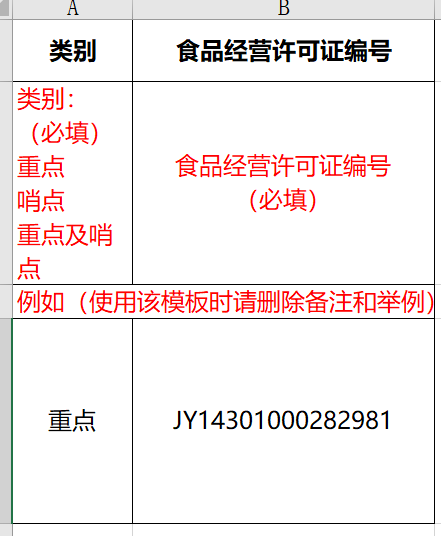 A B
类别 食品经营许可证编号
类别：
（必填）
重点
哨点
重点及哨
点
食品经营许可证编号
（必填）
例如（使用该模板时请删除备注和举例）
重点 JY14301000282981